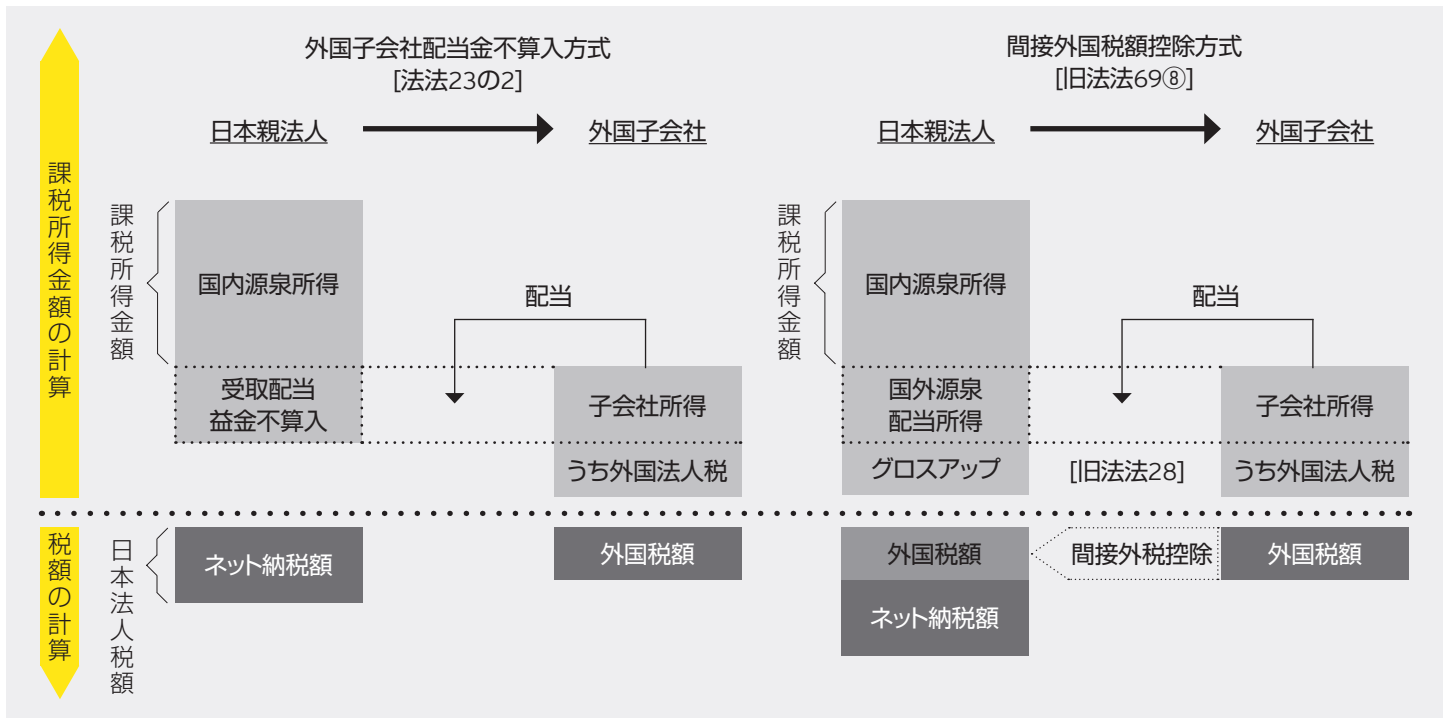 課税所得金額の計算
税額の計算
外国子会社配当金不算入方式
[法法23の2]
日本親法人
外国子会社
課税所得金額
国内源泉所得
配当
受取配当
益金不算入
子会社所得
うち外国法人税
日本法人税額
ネット納税額
外国税額
間接外国税額控除方式
[旧法法69⑧]
日本親法人
外国子会社
課税所得金額
国内源泉所得
配当
国外源泉
配当所得
子会社所得
グロスアップ
[旧法法28]
うち外国法人税
外国税額
間接外税控除
外国税額
ネット納税額